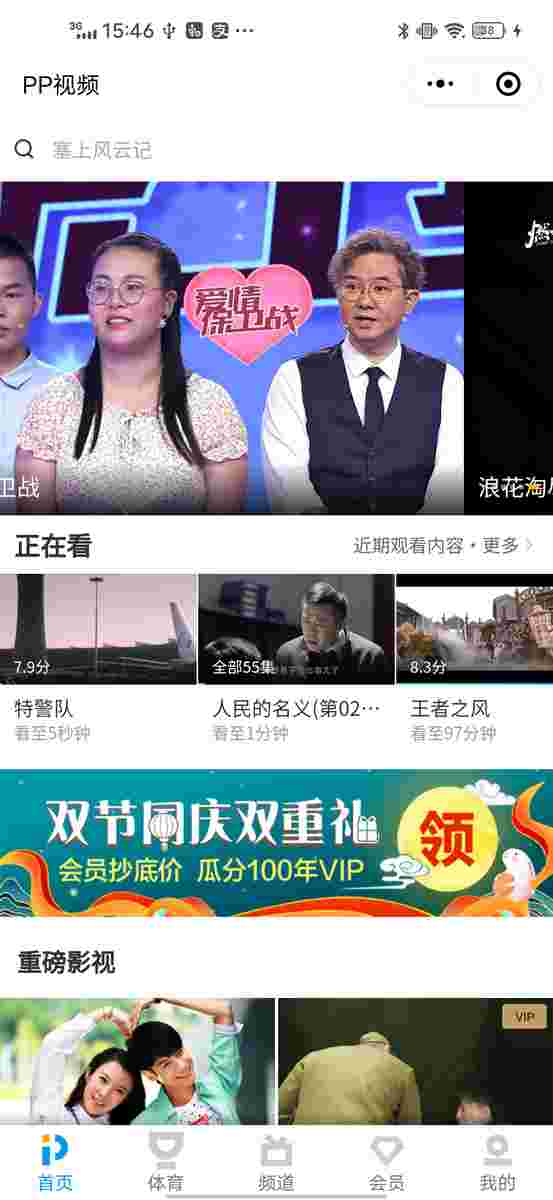 3G 15:46
PP视频
塞上风云记
爱情
保卫战
卫战
浪花淘
正在看
近期观看内容·更多
7.9分
全部55集
8.3分
特警队
人民的名义(第02…
王者之风
看至5秒钟
看至1分钟
看至97分钟
双节同庆双重礼
会员抄底价 瓜分100年VIP
领
重磅影视
VIP
首页
体育
频道
会员
我的